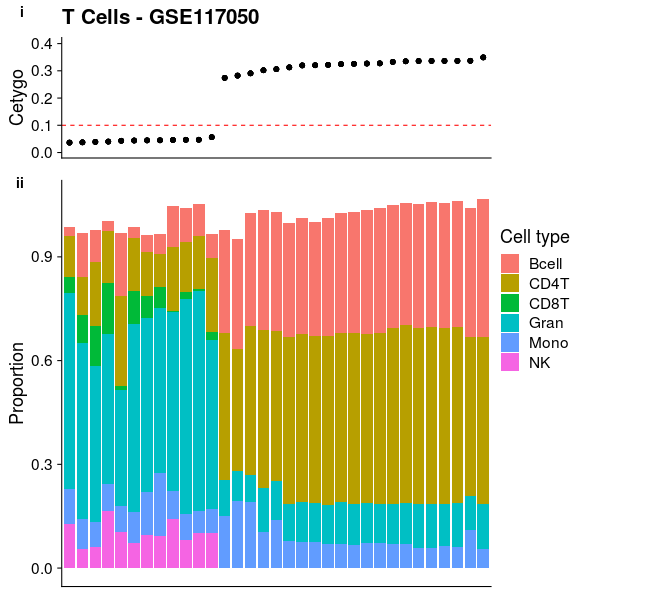 i
T Cells - GSE117050
Cetygo
0.4
0.3
0.2
0.1
0.0
ii
Proportion
0.9
0.6
0.3
0.0
Cell type
Bcell
CD4T
CD8T
Gran
Mono
NK